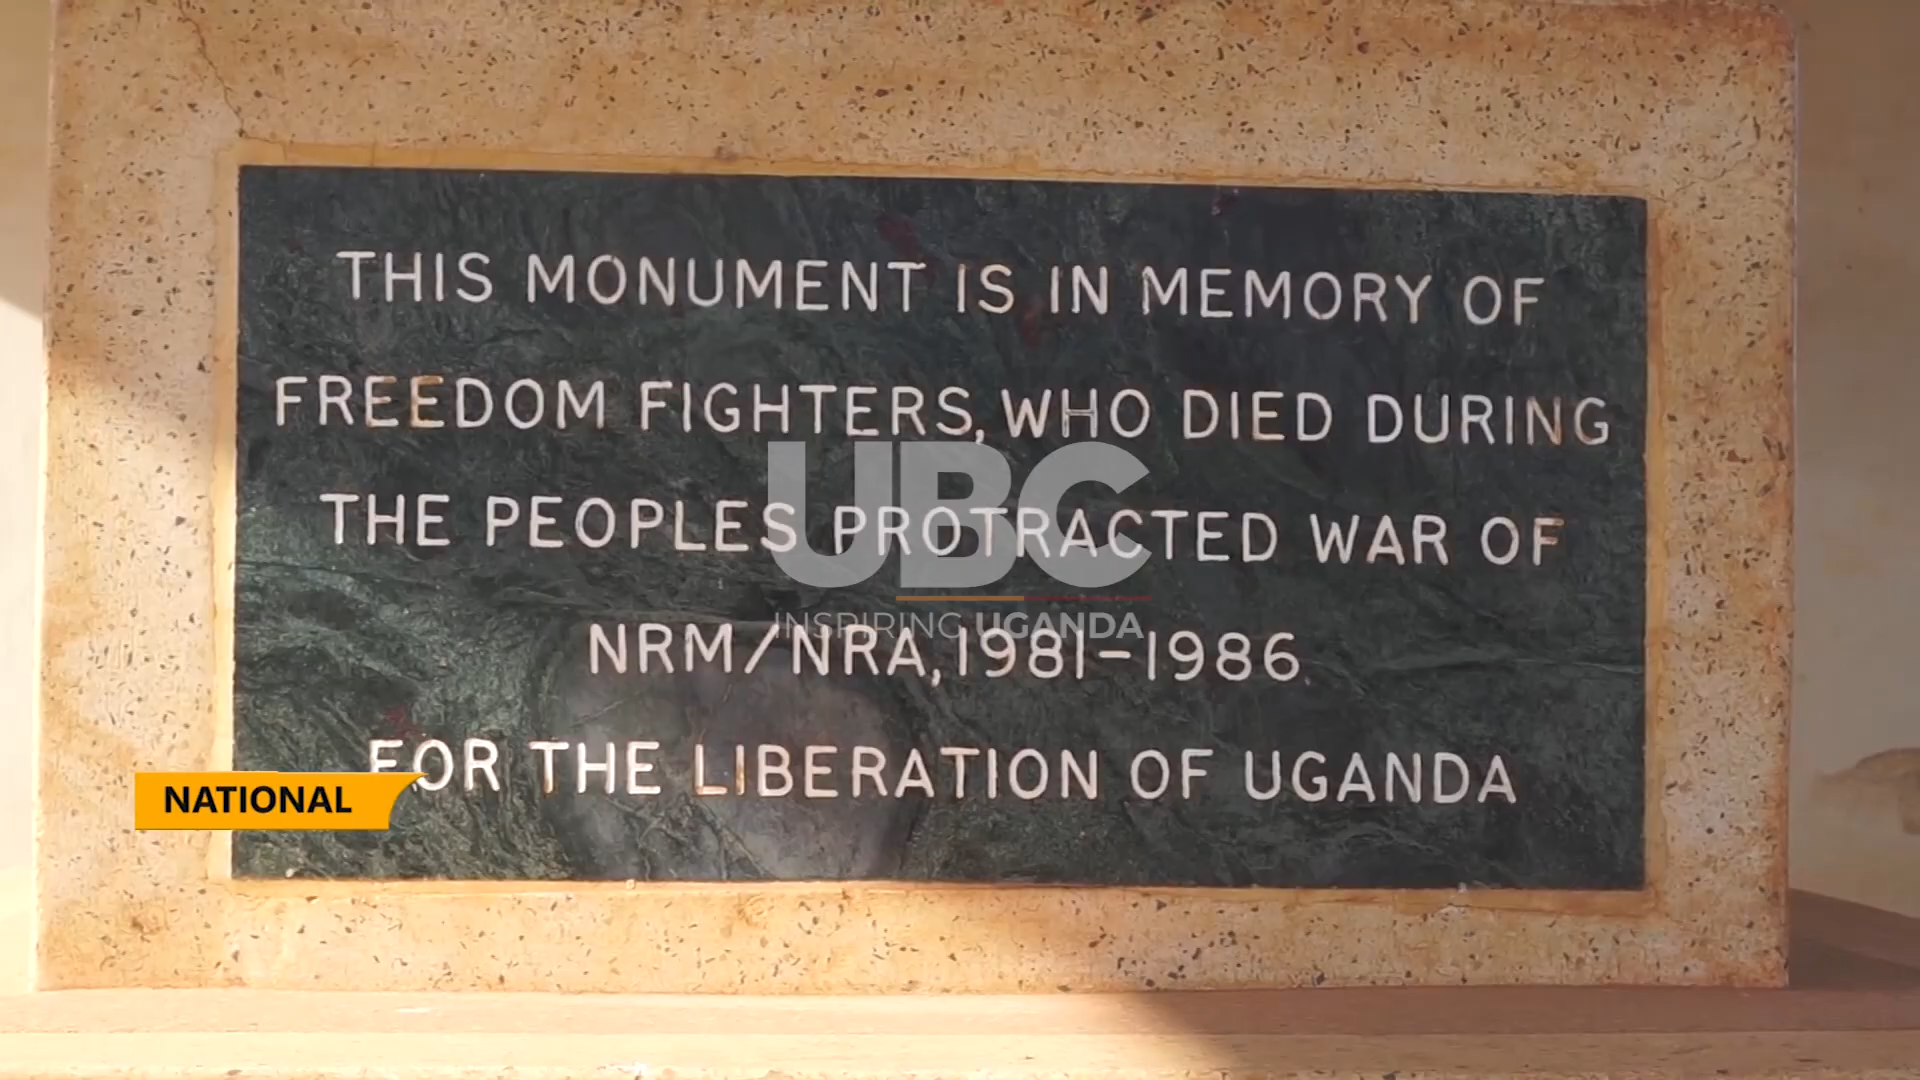 THIS MONUMENT IS IN MEMORY OF
FREEDOM FIGHTERS, WHO DIED DURING
THE PEOPLES PROTRACTED WAR OF
UBC
INSPIRING UGANDA
NRM/NRA, 1981-1986
FOR THE LIBERATION OF UGANDA
NATIONAL